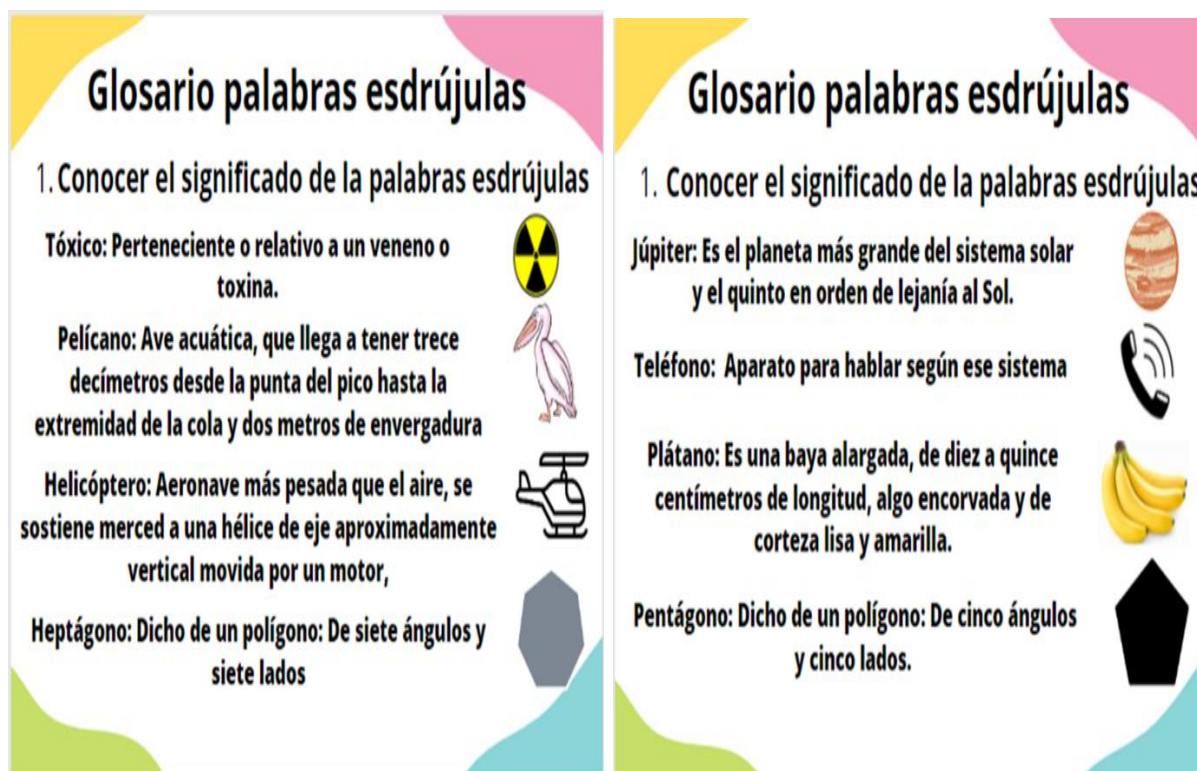 Glosario palabras esdrújulas
1. Conocer el significado de la palabras esdrújulas
Tóxico: Perteneciente o relativo a un veneno o
toxina.
Pelícano: Ave acuática, que llega a tener trece
decímetros desde la punta del pico hasta la
extremidad de la cola y dos metros de envergadura
Helicóptero: Aeronave más pesada que el aire, se
sostiene merced a una hélice de eje aproximadamente
vertical movida por un motor,
Heptágono: Dicho de un polígono: De siete ángulos y
siete lados
Glosario palabras esdrújulas
1. Conocer el significado de la palabras esdrújulas
Júpiter: Es el planeta más grande del sistema solar
y el quinto en orden de lejanía al Sol.
Teléfono: Aparato para hablar según ese sistema
Plátano: Es una baya alargada, de diez a quince
centímetros de longitud, algo encorvada y de
corteza lisa y amarilla.
Pentágono: Dicho de un polígono: De cinco ángulos
y cinco lados.